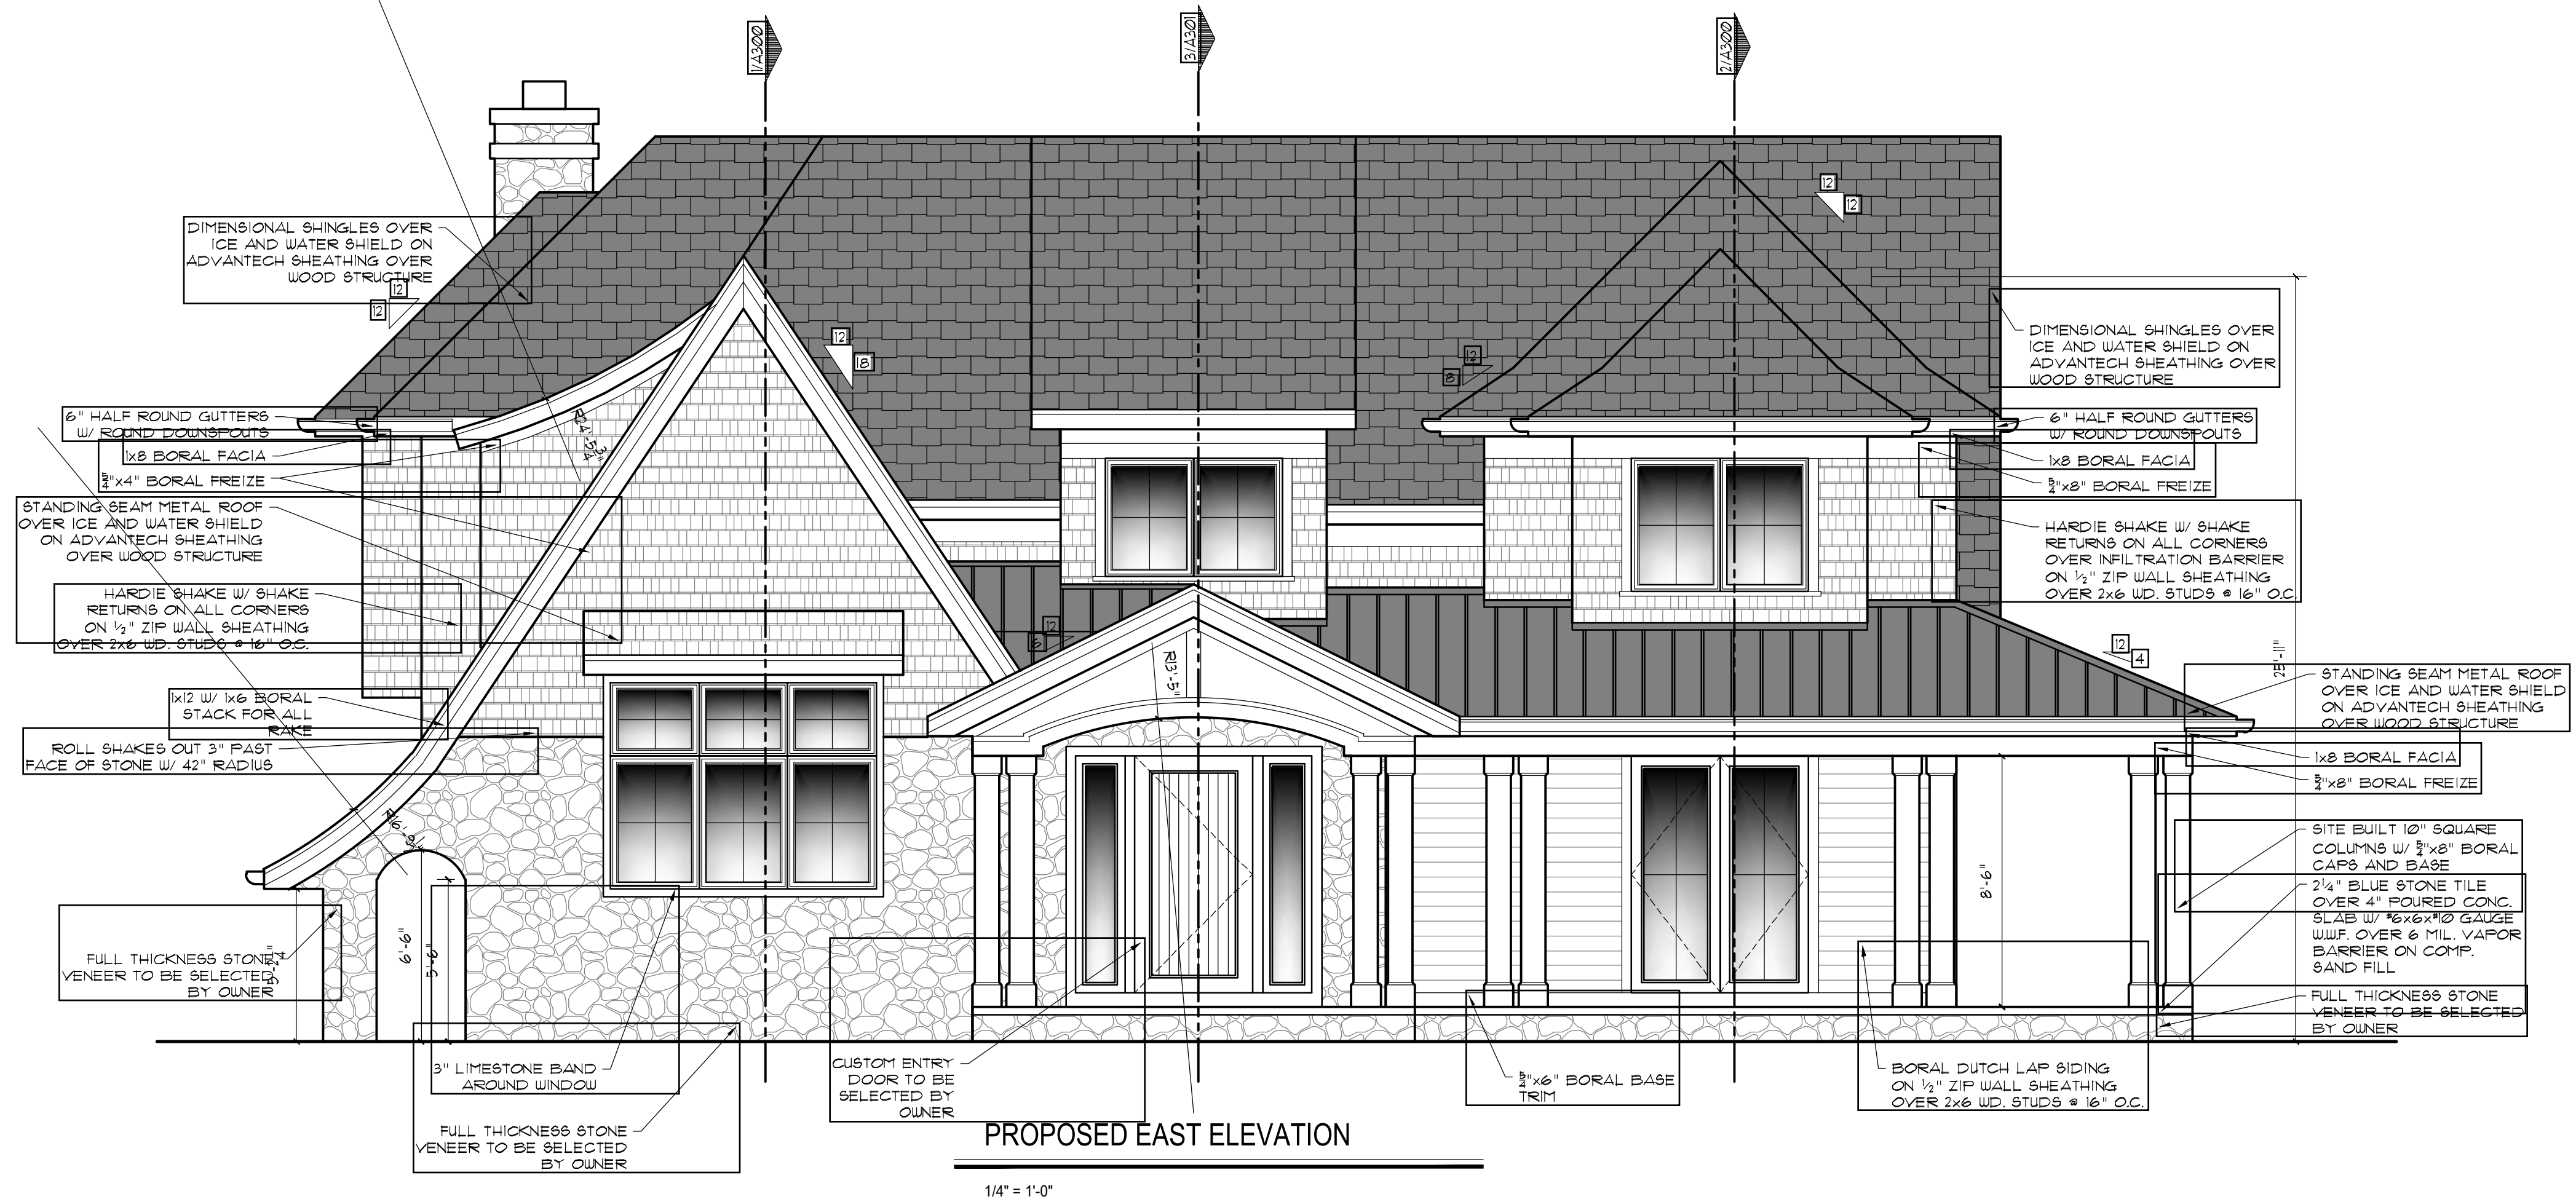 1/A300
3/A301
2/A300
DIMENSIONAL SHINGLES OVER
ICE AND WATER SHIELD ON
ADVANTECH SHEATHING OVER
WOOD STRUCTURE
12
12
12
18
12
8
12
12
DIMENSIONAL SHINGLES OVER
ICE AND WATER SHIELD ON
ADVANTECH SHEATHING OVER
WOOD STRUCTURE
6" HALF ROUND GUTTERS
W/ ROUND DOWNSPOUTS
1x8 BORAL FACIA
5/4"x4" BORAL FREIZE
STANDING SEAM METAL ROOF
OVER ICE AND WATER SHIELD
ON ADVANTECH SHEATHING
OVER WOOD STRUCTURE
HARDIE SHAKE W/ SHAKE
RETURNS ON ALL CORNERS
ON 1/2" ZIP WALL SHEATHING
OVER 2x6 WD. STUDS @ 16" O.C.
1x12 W/ 1x6 BORAL
STACK FOR ALL
RAKE
ROLL SHAKES OUT 3" PAST
FACE OF STONE W/ 42" RADIUS
FULL THICKNESS STONE
VENEER TO BE SELECTED
BY OWNER
6'-6"
5'-6"
12
6
R13'-5"
3" LIMESTONE BAND
AROUND WINDOW
FULL THICKNESS STONE
VENEER TO BE SELECTED
BY OWNER
CUSTOM ENTRY
DOOR TO BE
SELECTED BY
OWNER
5/4"x6" BORAL BASE
TRIM
BORAL DUTCH LAP SIDING
ON 1/2" ZIP WALL SHEATHING
OVER 2x6 WD. STUDS @ 16" O.C.
6" HALF ROUND GUTTERS
W/ ROUND DOWNSPOUTS
1x8 BORAL FACIA
5/4"x8" BORAL FREIZE
HARDIE SHAKE W/ SHAKE
RETURNS ON ALL CORNERS
OVER INFILTRATION BARRIER
ON 1/2" ZIP WALL SHEATHING
OVER 2x6 WD. STUDS @ 16" O.C.
12
4
25'-11"
STANDING SEAM METAL ROOF
OVER ICE AND WATER SHIELD
ON ADVANTECH SHEATHING
OVER WOOD STRUCTURE
1x8 BORAL FACIA
5/4"x8" BORAL FREIZE
8'-6"
SITE BUILT 10" SQUARE
COLUMNS W/ 5/4"x8" BORAL
CAPS AND BASE
2 1/4" BLUE STONE TILE
OVER 4" POURED CONC.
SLAB W/ #6x6x#10 GAUGE
W.W.F. OVER 6 MIL. VAPOR
BARRIER ON COMP.
SAND FILL
FULL THICKNESS STONE
VENEER TO BE SELECTED
BY OWNER
PROPOSED EAST ELEVATION
1/4" = 1'-0"